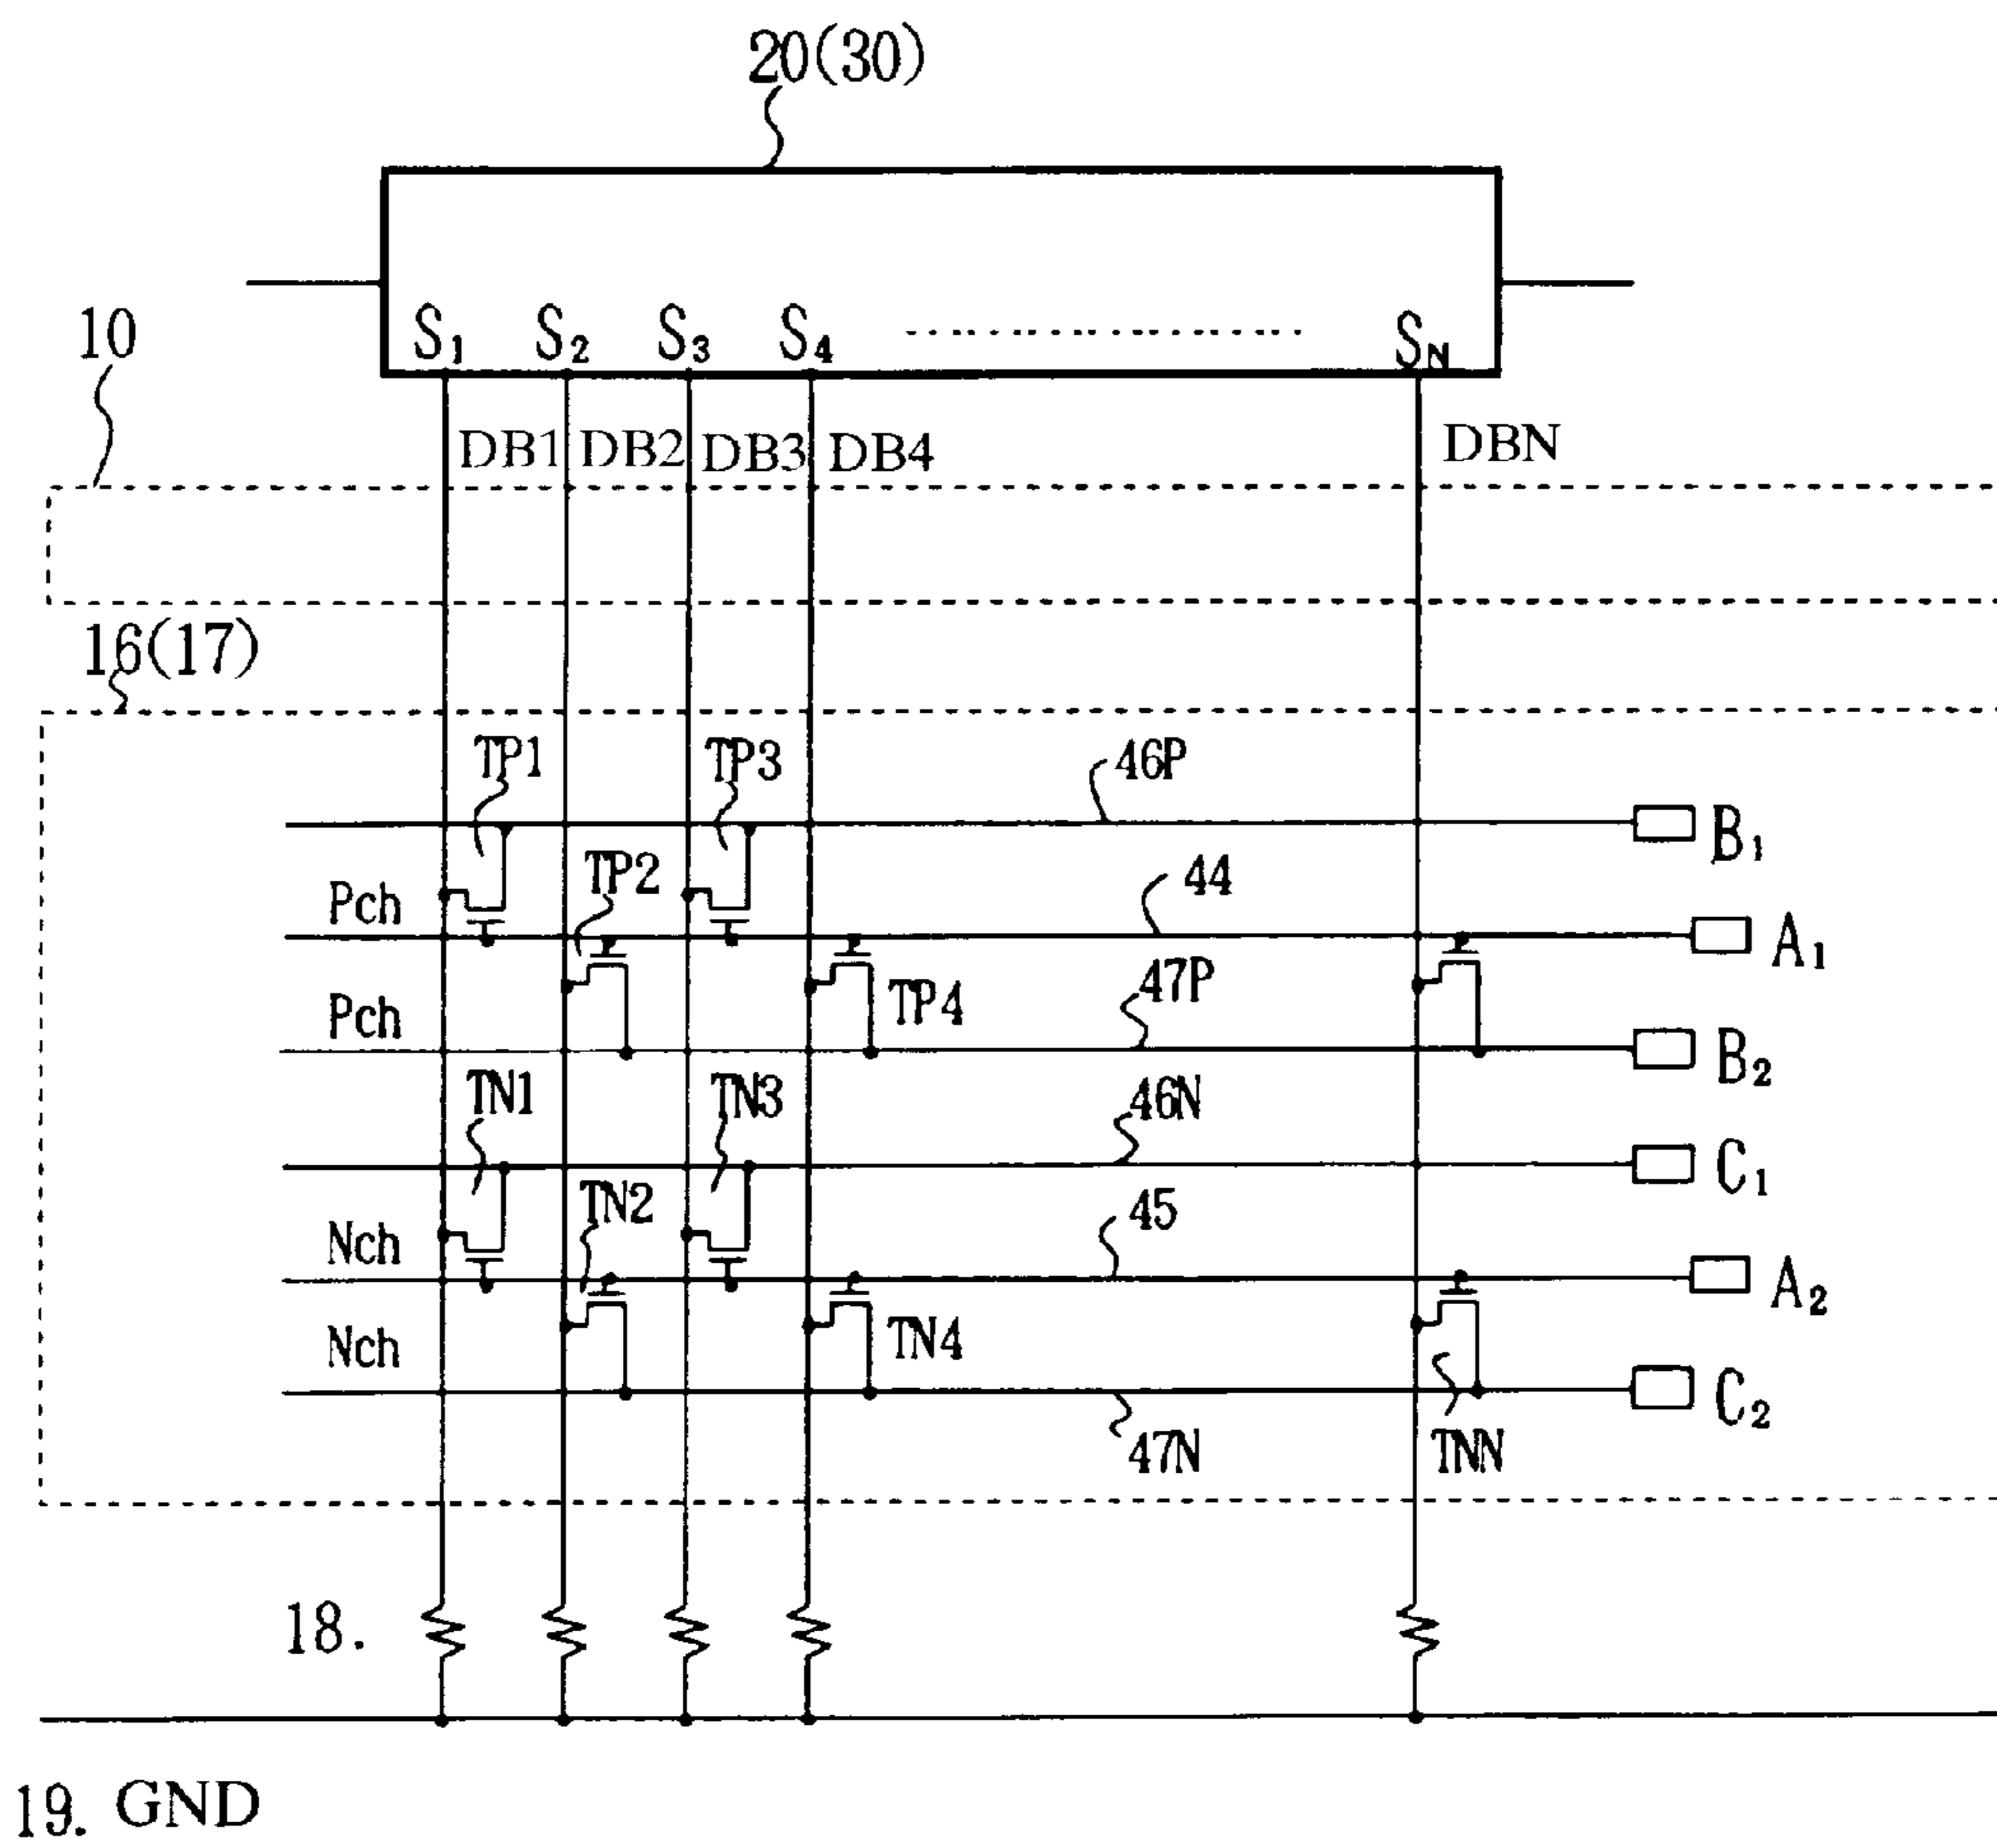 20(30)
10
S₁ S₂ S₃ S₄ ................ S_N
DB1 DB2 DB3 DB4 DBN
16(17)
TP1 TP3 46P
B₁
TP2 44
Pch
A₁
47P
TP4
Pch
B₂
TN1 TN3 46N
C₁
TN2 45
Nch
A₂
TN4
Nch
C₂
47N TNN
18.
19. GND